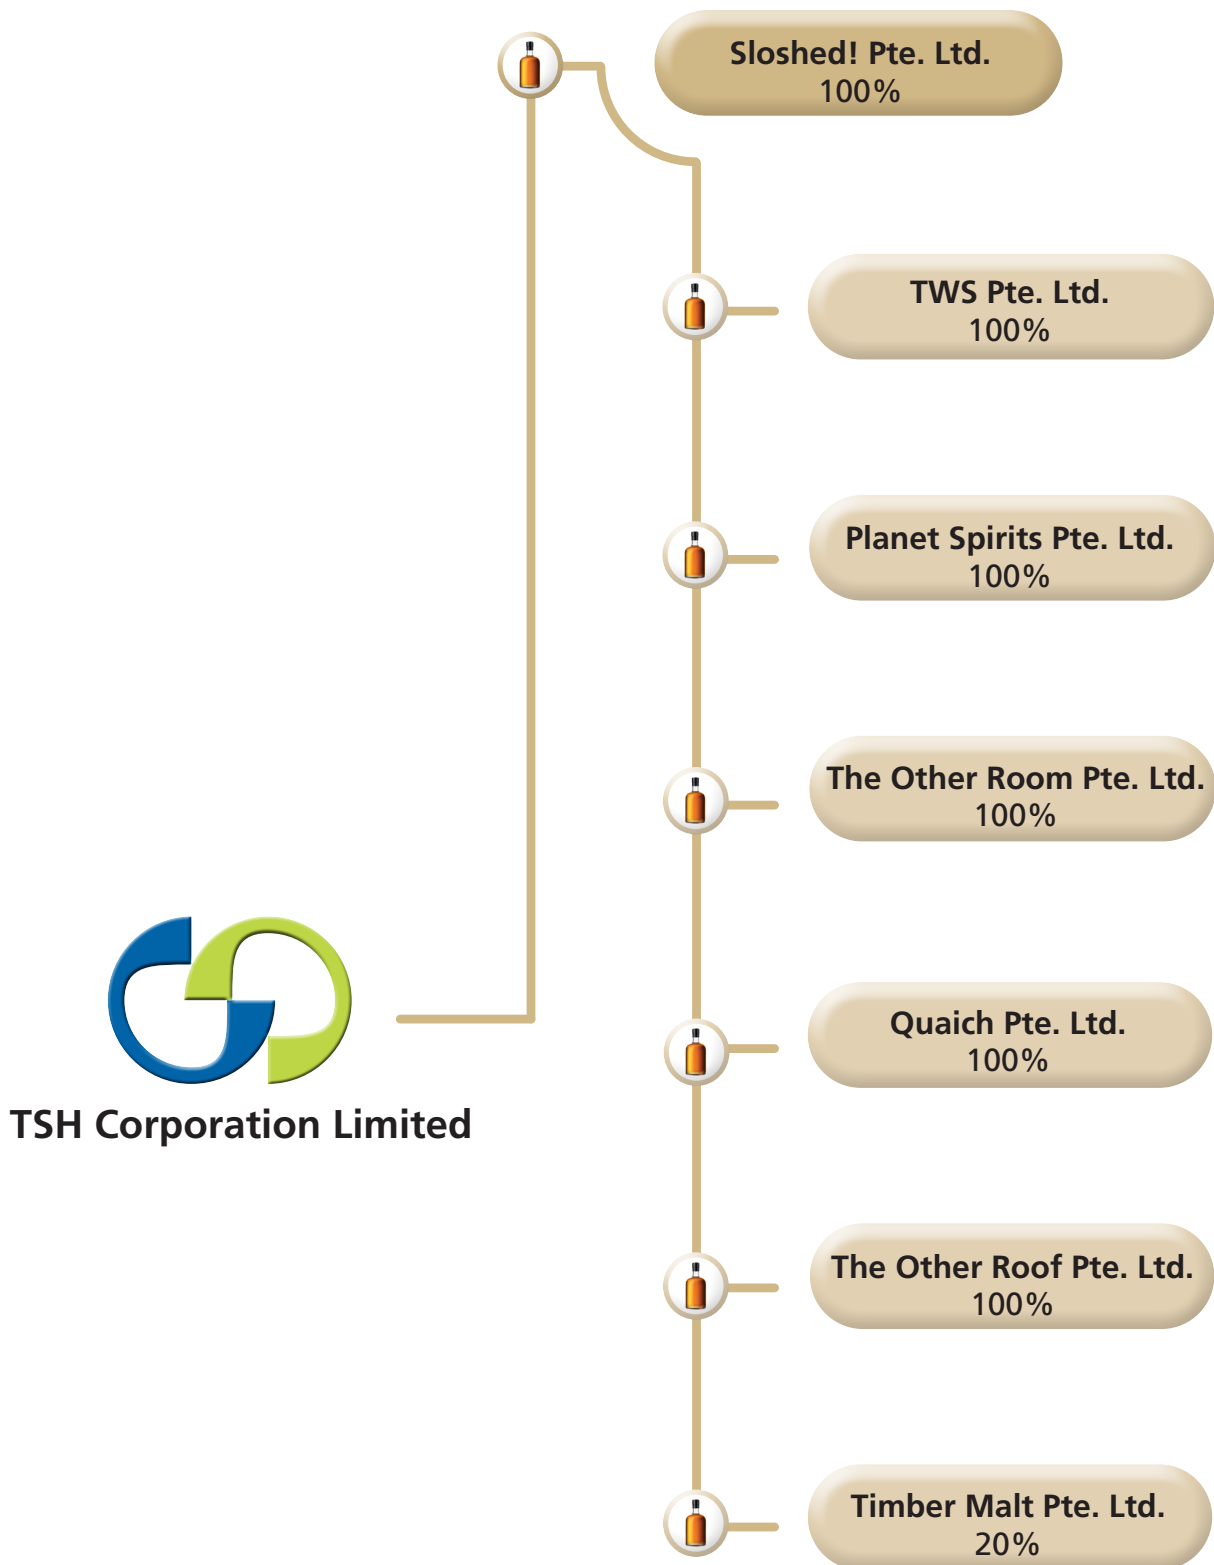 Sloshed! Pte. Ltd.
100%
TWS Pte. Ltd.
100%
Planet Spirits Pte. Ltd.
100%
The Other Room Pte. Ltd.
100%
Quaich Pte. Ltd.
100%
TSH Corporation Limited
The Other Roof Pte. Ltd.
100%
Timber Malt Pte. Ltd.
20%